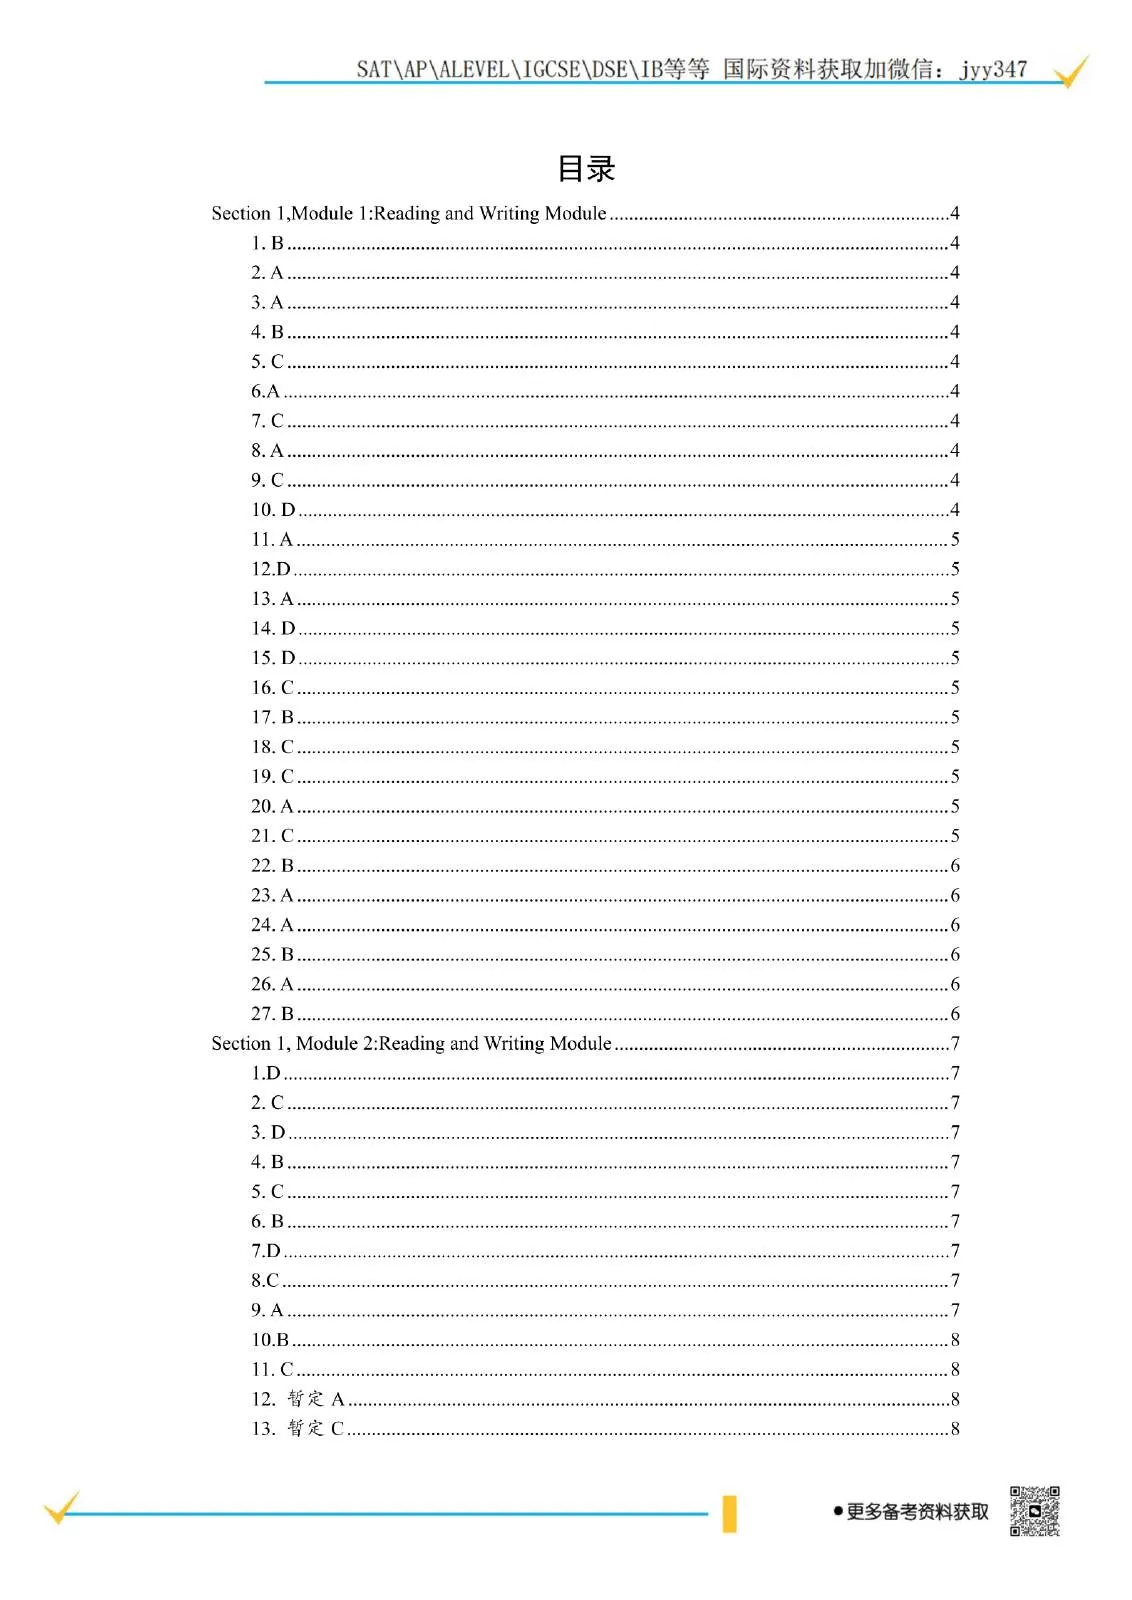 SAT\AP\ALEVEL\IGCSE\DSE\IB等等 国际资料获取加微信：jyy347
目录
Section 1,Module 1:Reading and Writing Module........................................................................4
1. B............................................................................................................................................4
2. A............................................................................................................................................4
3. A............................................................................................................................................4
4. B............................................................................................................................................4
5. C............................................................................................................................................4
6.A.............................................................................................................................................4
7. C............................................................................................................................................4
8. A............................................................................................................................................4
9. C............................................................................................................................................4
10. D..........................................................................................................................................4
11. A..........................................................................................................................................5
12.D...........................................................................................................................................5
13. A..........................................................................................................................................5
14. D..........................................................................................................................................5
15. D..........................................................................................................................................5
16. C..........................................................................................................................................5
17. B..........................................................................................................................................5
18. C..........................................................................................................................................5
19. C..........................................................................................................................................5
20. A..........................................................................................................................................5
21. C..........................................................................................................................................5
22. B..........................................................................................................................................6
23. A..........................................................................................................................................6
24. A..........................................................................................................................................6
25. B..........................................................................................................................................6
26. A..........................................................................................................................................6
27. B..........................................................................................................................................6
Section 1, Module 2:Reading and Writing Module.......................................................................7
1.D.............................................................................................................................................7
2. C............................................................................................................................................7
3. D............................................................................................................................................7
4. B............................................................................................................................................7
5. C............................................................................................................................................7
6. B............................................................................................................................................7
7.D.............................................................................................................................................7
8.C.............................................................................................................................................7
9. A............................................................................................................................................7
10.B...........................................................................................................................................8
11. C..........................................................................................................................................8
12. 暂定 A................................................................................................................................8
13. 暂定 C................................................................................................................................8
●更多备考资料获取